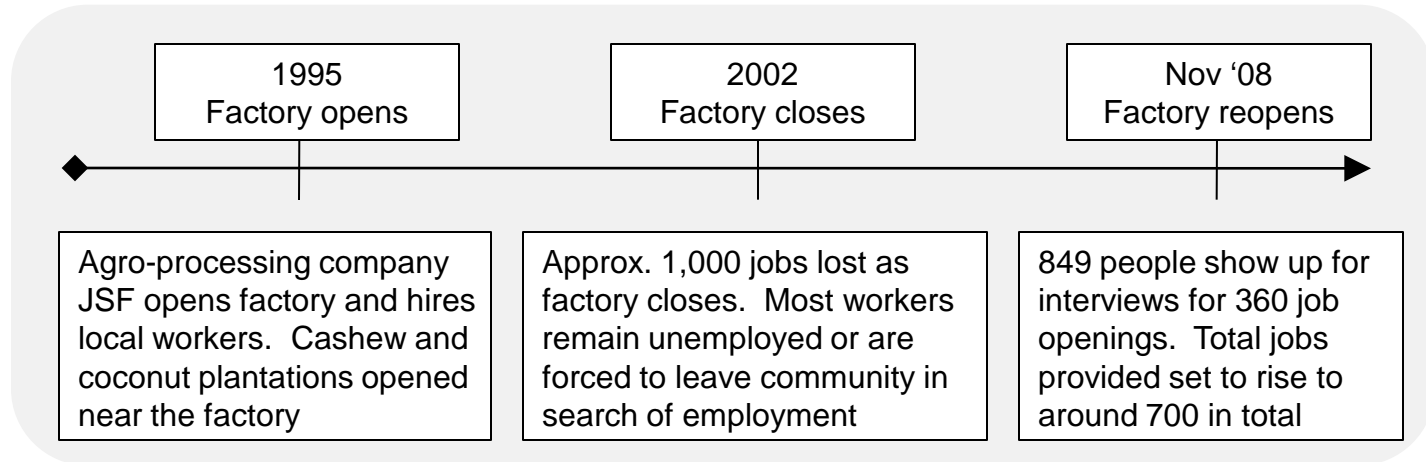 1995
Factory opens
2002
Factory closes
Nov ‘08
Factory reopens
Agro-processing company
JSF opens factory and hires
local workers.  Cashew and
coconut plantations opened
near the factory
Approx. 1,000 jobs lost as
factory closes.  Most workers
remain unemployed or are
forced to leave community in
search of employment
849 people show up for
interviews for 360 job
openings.  Total jobs
provided set to rise to
around 700 in total